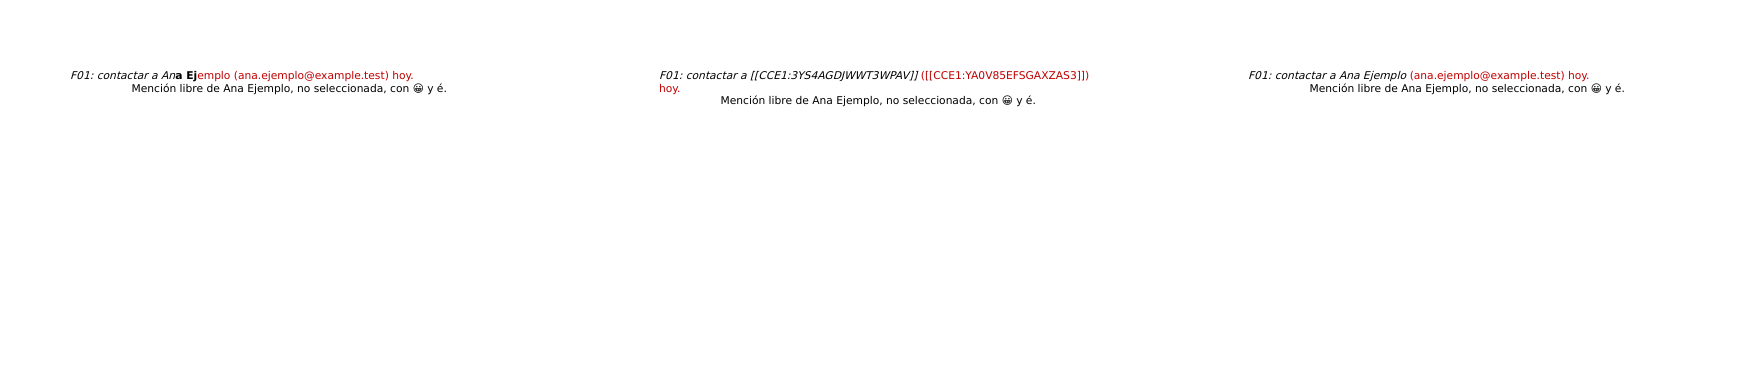 F01: contactar a Ana Ejemplo (ana.ejemplo@example.test) hoy.
Mención libre de Ana Ejemplo, no seleccionada, con 😀 y é.
F01: contactar a [[CCE1:3YS4AGDJWWT3WPAV]] ([[CCE1:YA0V85EFSGAXZAS3]])
hoy.
Mención libre de Ana Ejemplo, no seleccionada, con 😀 y é.
F01: contactar a Ana Ejemplo (ana.ejemplo@example.test) hoy.
Mención libre de Ana Ejemplo, no seleccionada, con 😀 y é.